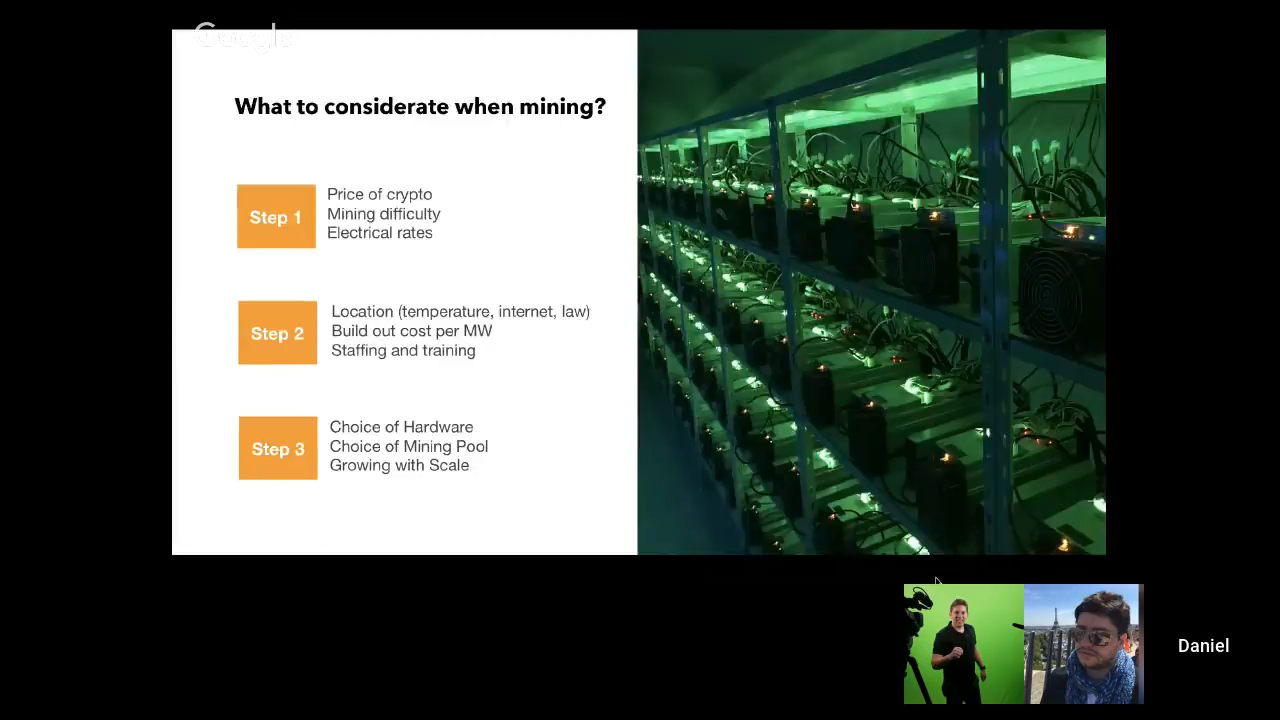 Google
What to considerate when mining?
Step 1
Price of crypto
Mining difficulty
Electrical rates
Step 2
Location (temperature, internet, law)
Build out cost per MW
Staffing and training
Step 3
Choice of Hardware
Choice of Mining Pool
Growing with Scale
Daniel